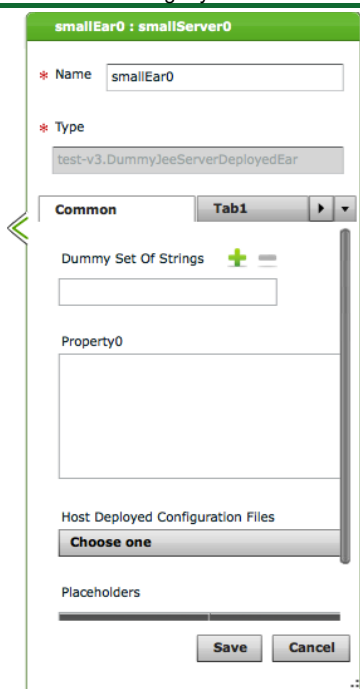 smallEar0 : smallServer0
* Name smallEar0
* Type
test-v3.DummyJeeServerDeployedEar
Common Tab1
Dummy Set Of Strings
Property0
Host Deployed Configuration Files
Choose one
Placeholders
Save Cancel